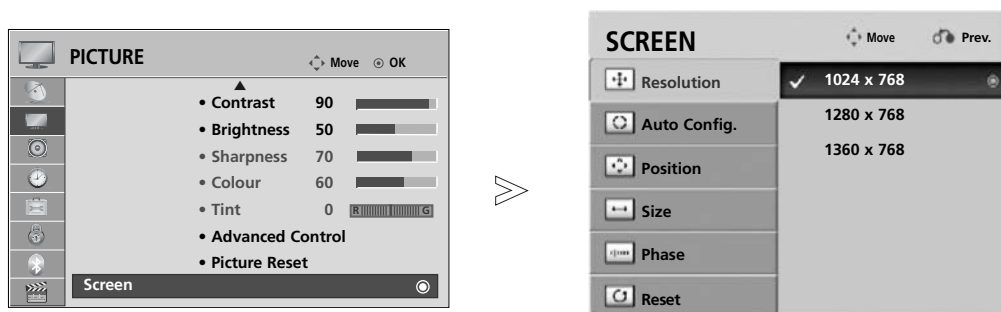 PICTURE
Move OK
• Contrast 90
• Brightness 50
• Sharpness 70
• Colour 60
• Tint 0 R G
• Advanced Control
• Picture Reset
Screen
SCREEN
Move Prev.
Resolution
Auto Config.
Position
Size
Phase
Reset
1024 x 768
1280 x 768
1360 x 768